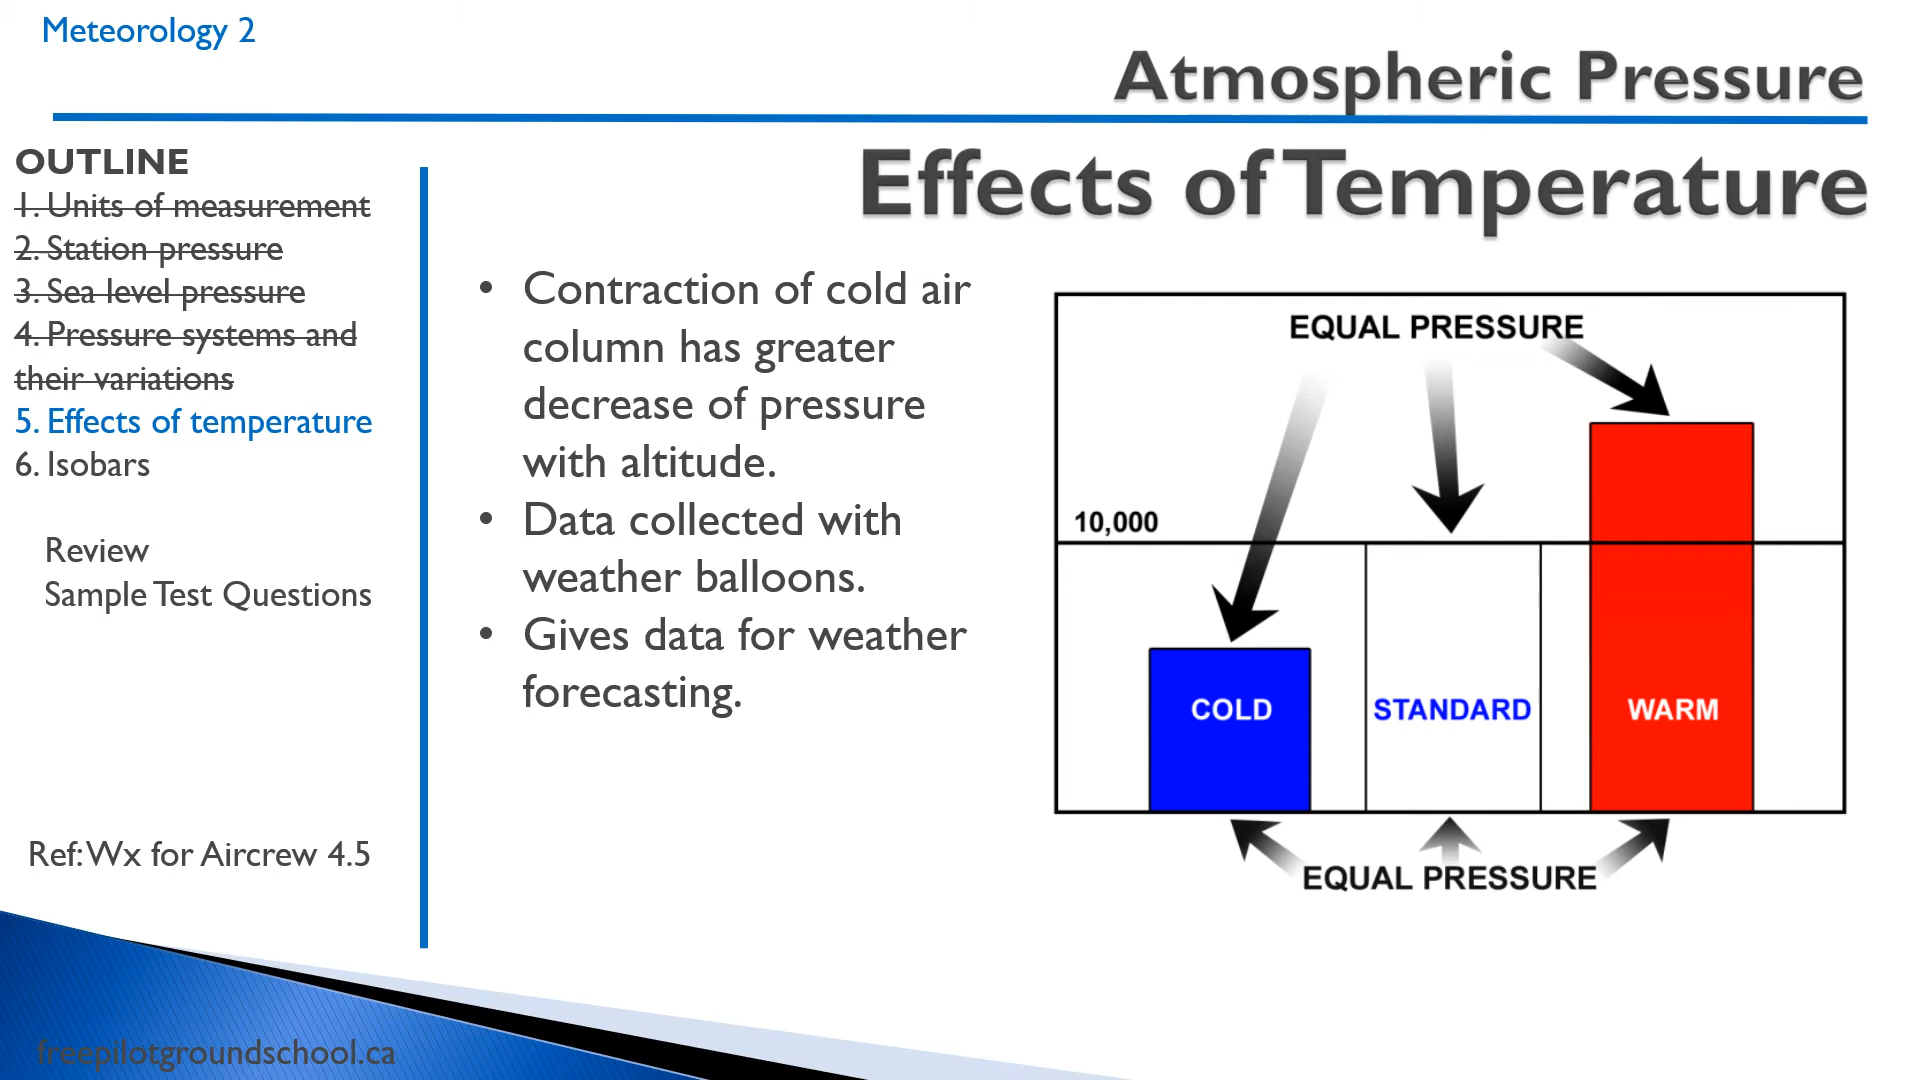 Meteorology 2
Atmospheric Pressure
OUTLINE
1. Units of measurement
2. Station pressure
3. Sea level pressure
4. Pressure systems and
their variations
5. Effects of temperature
6. Isobars
Review
Sample Test Questions
Ref: Wx for Aircrew 4.5
freepilotgroundschool.ca
Effects of Temperature
• Contraction of cold air
column has greater
decrease of pressure
with altitude.
• Data collected with
weather balloons.
• Gives data for weather
forecasting.
EQUAL PRESSURE
10,000
COLD
STANDARD
WARM
EQUAL PRESSURE